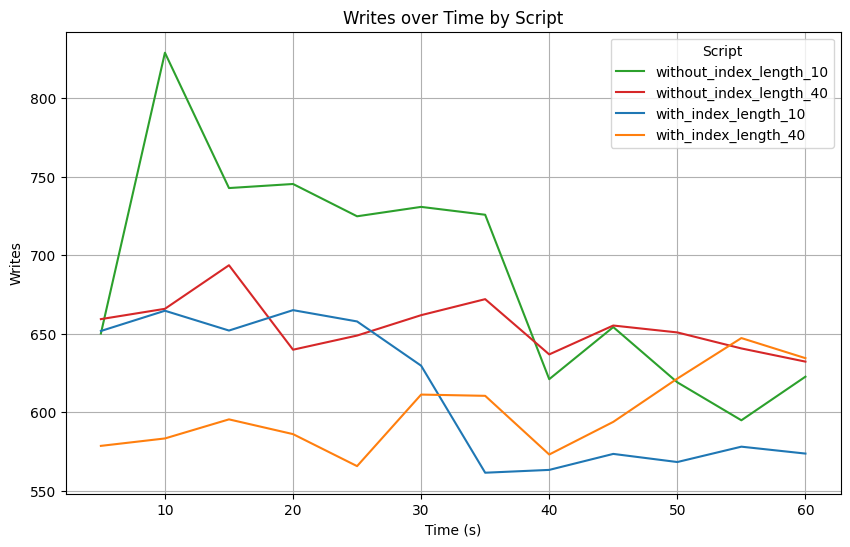 Writes over Time by Script
Script
without_index_length_10
without_index_length_40
with_index_length_10
with_index_length_40
Writes
800
750
700
650
600
550
10 20 30 40 50 60
Time (s)